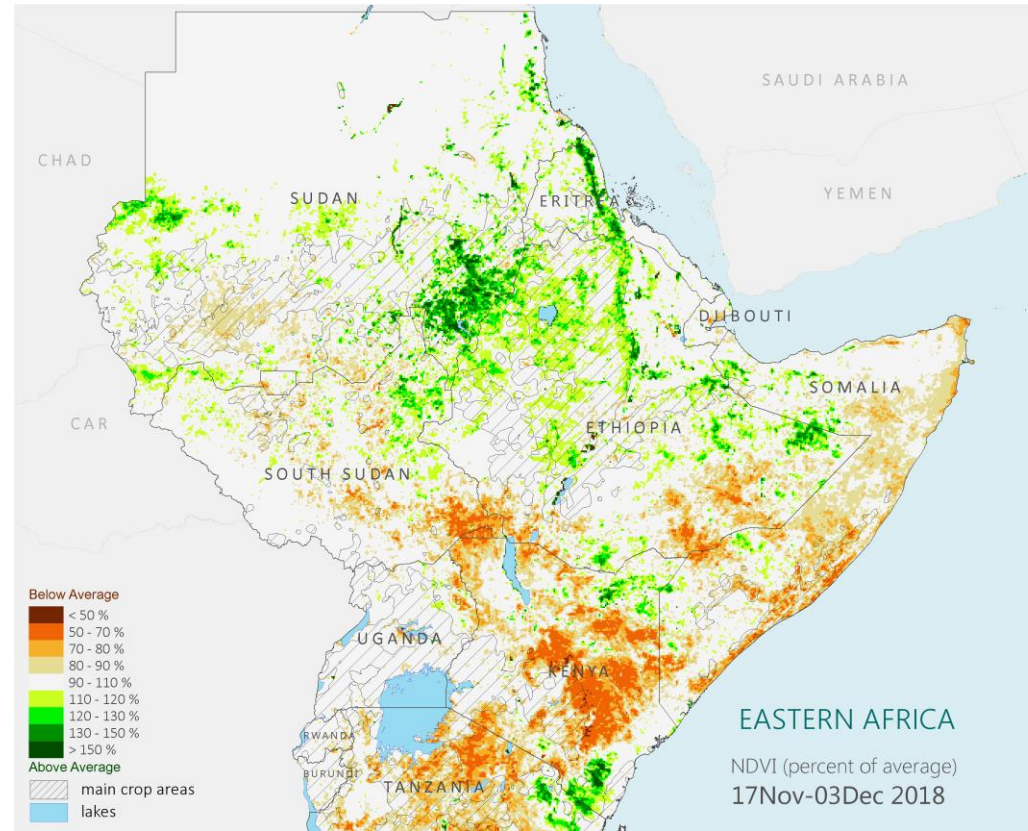 SAUDI ARABIA
CHAD
YEMEN
SUDAN
ERITREA
DJIBOUTI
SOMALIA
CAR
ETHIOPIA
SOUTH SUDAN
UGANDA
KENYA
RWANDA
BURUNDI
TANZANIA
Below Average
< 50 %
50 - 70 %
70 - 80 %
80 - 90 %
90 - 110 %
110 - 120 %
120 - 130 %
130 - 150 %
> 150 %
Above Average
main crop areas
lakes
EASTERN AFRICA
NDVI (percent of average)
17Nov-03Dec 2018